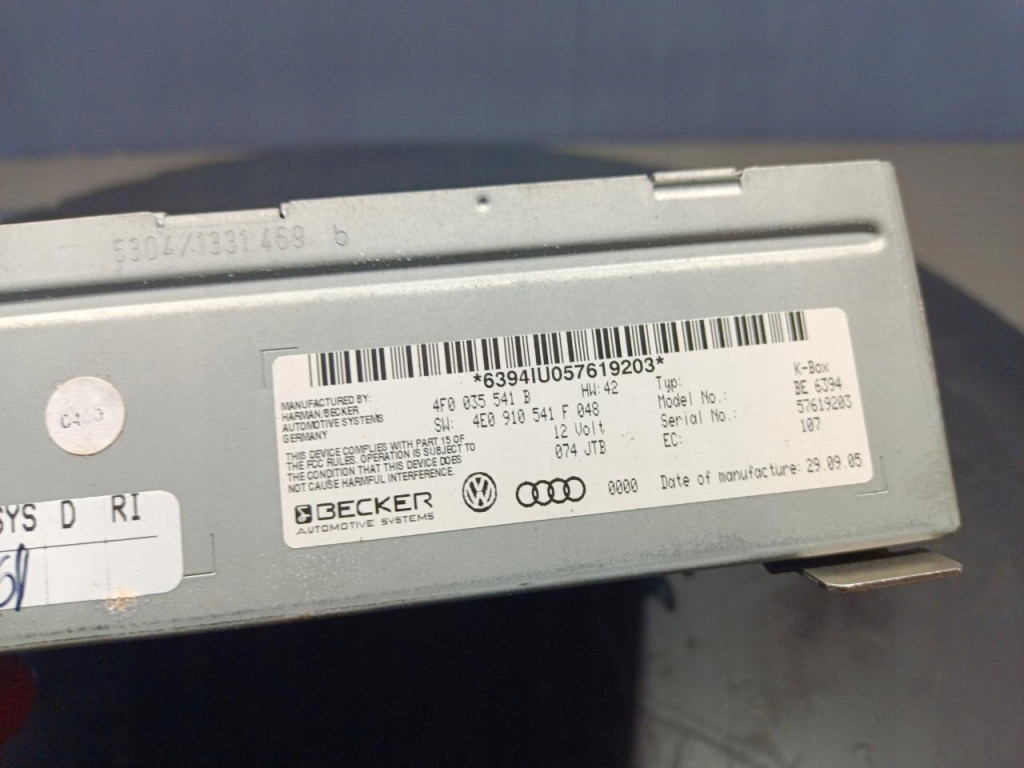 6304/1331 469 b
*6394IU057619203*
MANUFACTURED BY:
HARMAN/BECKER
AUTOMOTIVE SYSTEMS
GERMANY
THIS DEVICE COMPLIES WITH PART 15 OF
THE FCC RULES. OPERATION IS SUBJECT TO
THE CONDITION THAT THIS DEVICE DOES
NOT CAUSE HARMFUL INTERFERENCE.
4F0 035 541 B HW: 42
SW: 4E0 910 541 F 048
12 Volt
074 JTB
Typ: K-Box
Model No.: BE 6394
Serial No.: 57619203
EC: 107
BECKER
AUTOMOTIVE SYSTEMS
0000
Date of manufacture: 29.09.05
SYS D RI